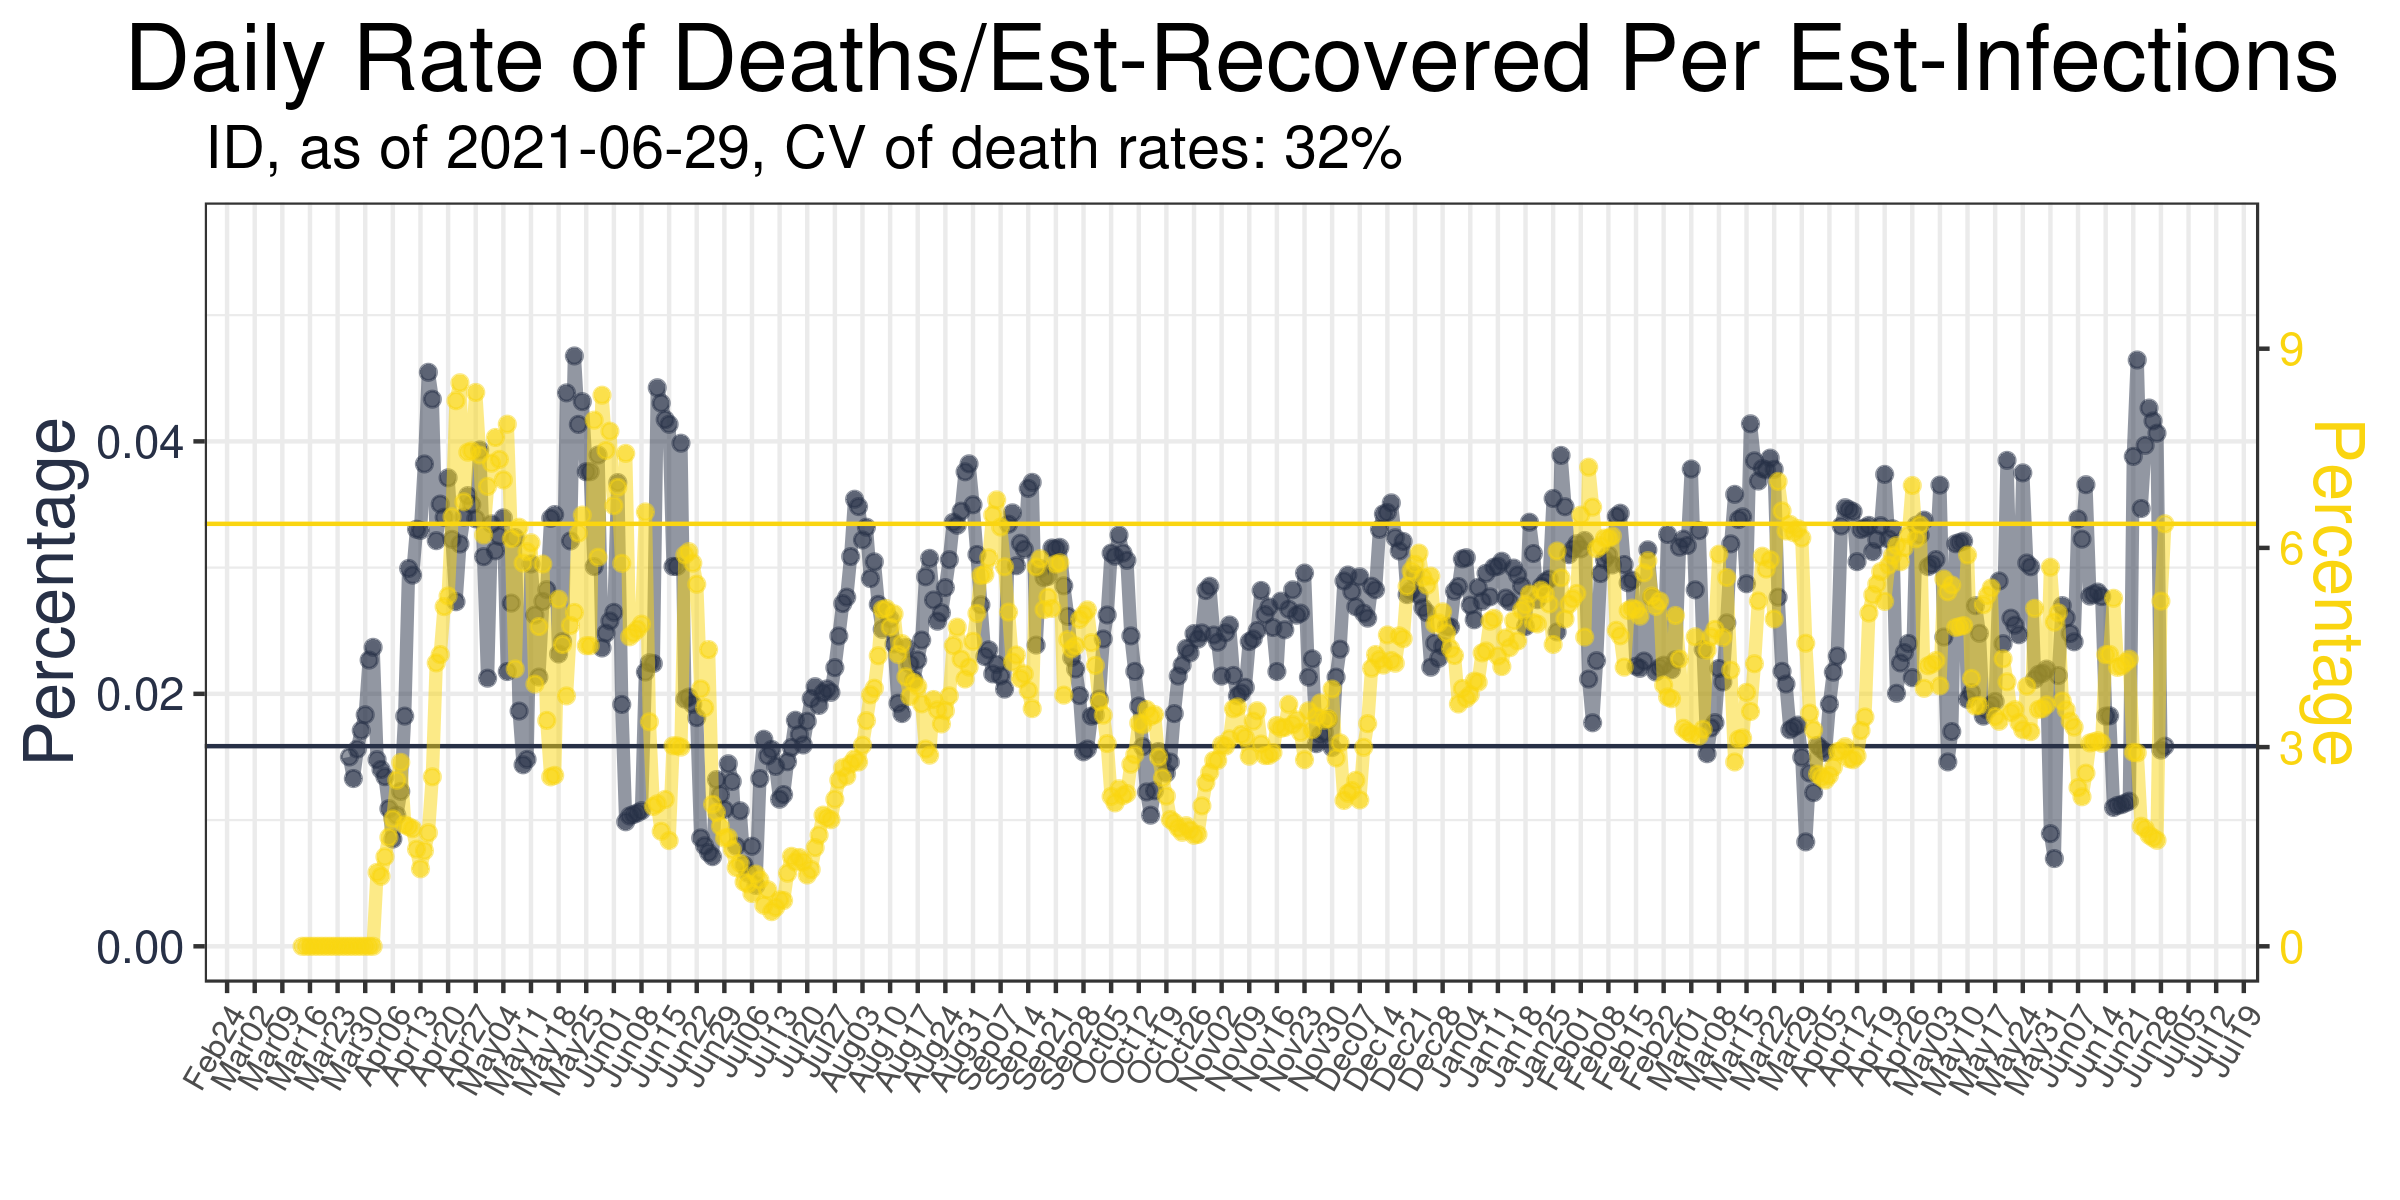 Daily Rate of Deaths/Est-Recovered Per Est-Infections
ID, as of 2021-06-29, CV of death rates: 32%
Percentage
0.04
0.02
0.00
9
6
3
0
Percentage
Feb24
Mar02
Mar09
Mar16
Mar23
Mar30
Apr06
Apr13
Apr20
Apr27
May04
May11
May18
May25
Jun01
Jun08
Jun15
Jun22
Jun29
Jul06
Jul13
Jul20
Jul27
Aug03
Aug10
Aug17
Aug24
Aug31
Sep07
Sep14
Sep21
Sep28
Oct05
Oct12
Oct19
Oct26
Nov02
Nov09
Nov16
Nov23
Nov30
Dec07
Dec14
Dec21
Dec28
Jan04
Jan11
Jan18
Jan25
Feb01
Feb08
Feb15
Feb22
Mar01
Mar08
Mar15
Mar22
Mar29
Apr05
Apr12
Apr19
Apr26
May03
May10
May17
May24
May31
Jun07
Jun14
Jun21
Jun28
Jul05
Jul12
Jul19